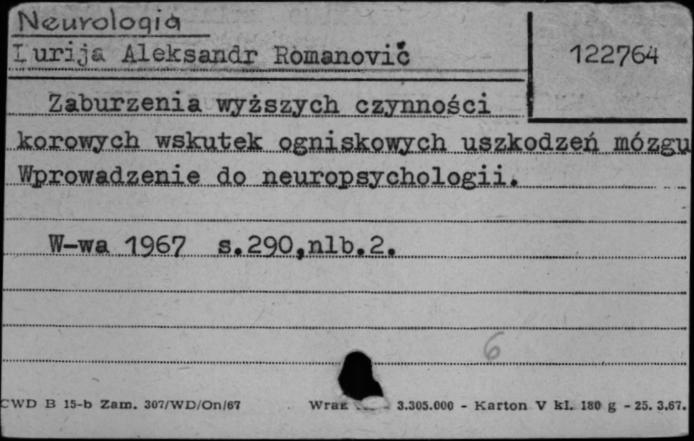 Neurologia
Lurija Aleksandr Romanovič
122764
Zaburzenia wyższych czynności
korowych wskutek ogniskowych uszkodzeń mózgu
Wprowadzenie do neuropsychologii.
W-wa 1967 s.290,nlb.2.
6
CWD B 15-b Zam. 307/WD/On/67
3.305.000 - Karton V kl. 180 g - 25. 3.67.